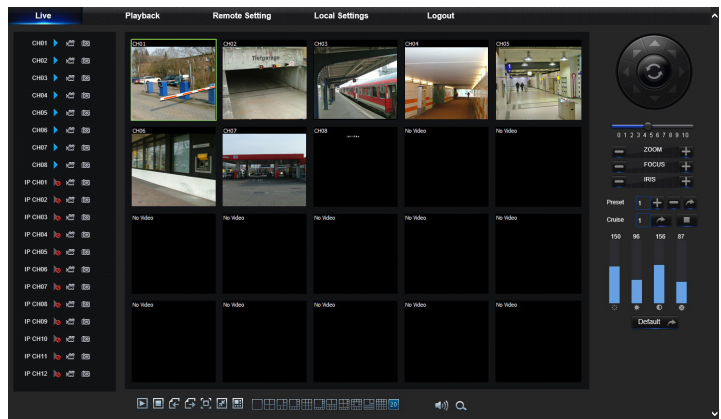 Live Playback Remote Setting Local Settings Logout
CH01
CH02
CH03
CH04
CH05
CH06
CH07
CH08
IP CH01
IP CH02
IP CH03
IP CH04
IP CH05
IP CH06
IP CH07
IP CH08
IP CH09
IP CH10
IP CH11
IP CH12
CH01 CH02 CH03 CH04 CH05
Tiefgarage
CH06 CH07 CH08 No Video No Video
No Video No Video No Video No Video No Video
No Video No Video No Video No Video No Video
0 1 2 3 4 5 6 7 8 9 10
ZOOM
FOCUS
IRIS
Preset 1
Cruise 1
150 96 156 87
Default
20